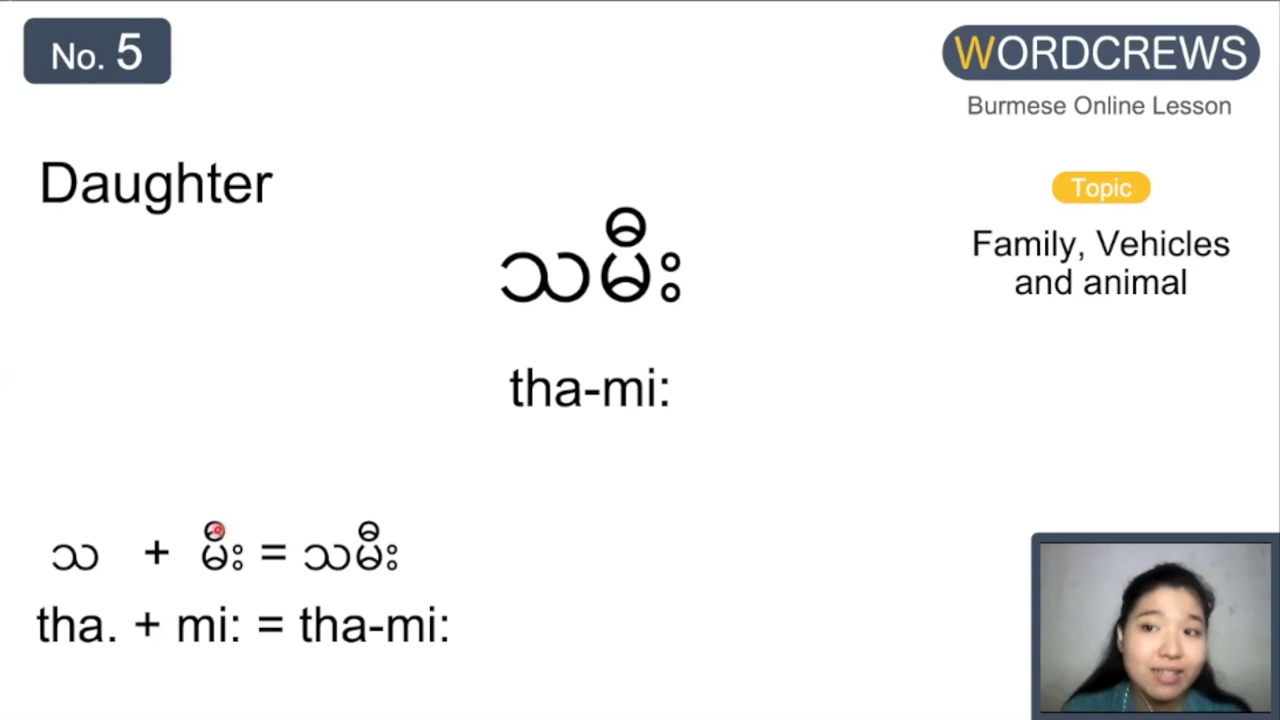 No. 5
WORDCREWS
Burmese Online Lesson
Daughter
Topic
Family, Vehicles
and animal
သမီး
tha-mi:
သ + မီး = သမီး
tha. + mi: = tha-mi: